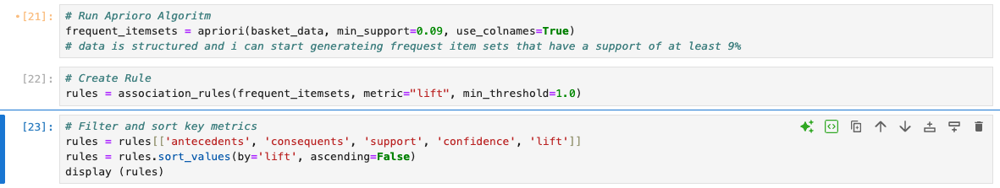 [21]:
# Run Aprioro Algoritm
frequent_itemsets = apriori(basket_data, min_support=0.09, use_colnames=True)
# data is structured and i can start generateing frequest item sets that have a support of at least 9%
[22]:
# Create Rule
rules = association_rules(frequent_itemsets, metric="lift", min_threshold=1.0)
[23]:
# Filter and sort key metrics
rules = rules[['antecedents', 'consequents', 'support', 'confidence', 'lift']]
rules = rules.sort_values(by='lift', ascending=False)
display (rules)